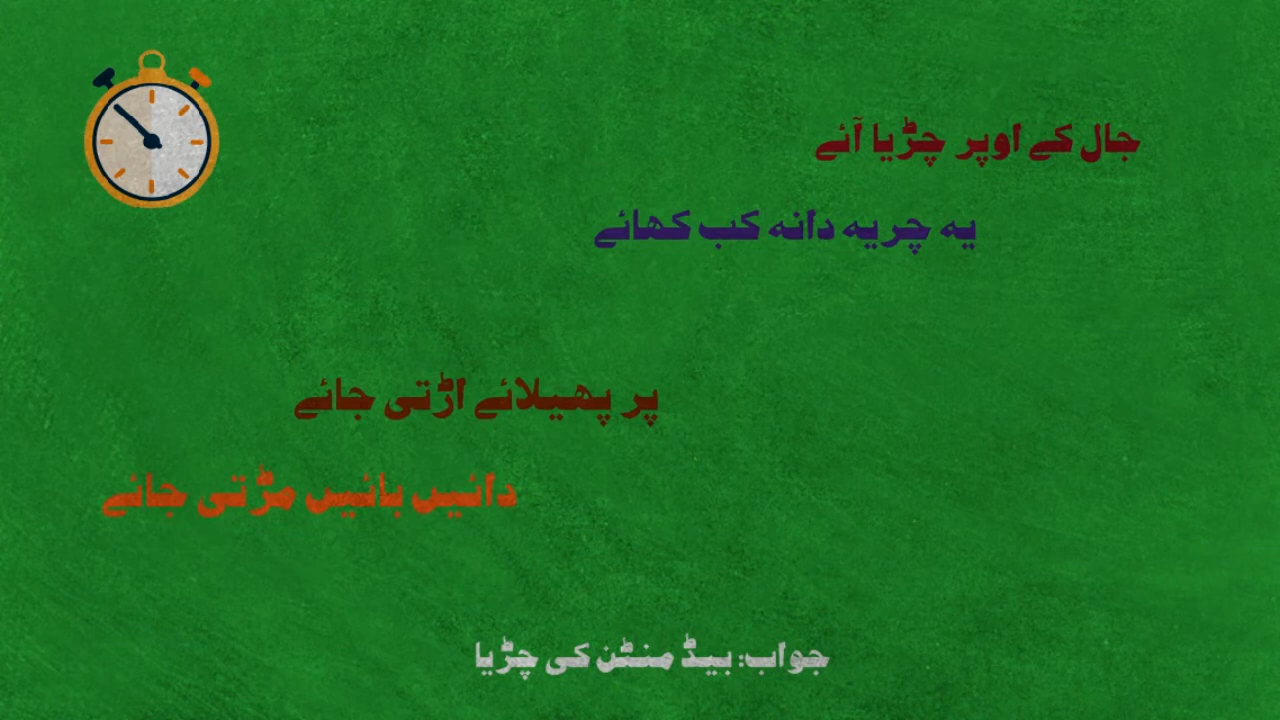 جال کے اوپر چڑیا آئے
یہ چریہ دانہ کب کھائے
پر پھیلائے اڑتی جائے
دائیں بائیں مڑتی جائے
جواب: بیڈ منٹن کی چڑیا